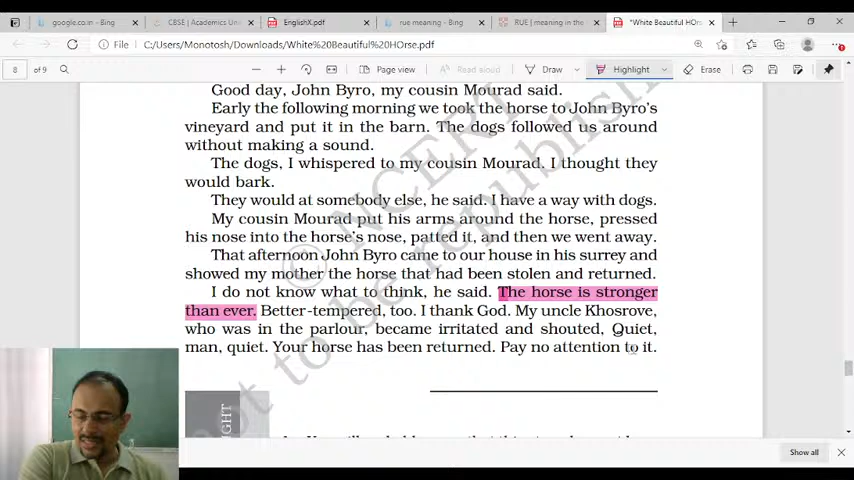 google.co.in - Bing
CBSE | Academics Uni
EnglishX.pdf
rue meaning - Bing
RUE | meaning in the
*White Beautiful HOrs
File
C:/Users/Monotosh/Downloads/White%20Beautiful%20HOrse.pdf
8 of 9
Page view
Read aloud
Draw
Highlight
Erase
Good day, John Byro, my cousin Mourad said.
Early the following morning we took the horse to John Byro's
vineyard and put it in the barn. The dogs followed us around
without making a sound.
The dogs, I whispered to my cousin Mourad. I thought they
would bark.
They would at somebody else, he said. I have a way with dogs.
My cousin Mourad put his arms around the horse, pressed
his nose into the horse's nose, patted it, and then we went away.
That afternoon John Byro came to our house in his surrey and
showed my mother the horse that had been stolen and returned.
I do not know what to think, he said. The horse is stronger
than ever. Better-tempered, too. I thank God. My uncle Khosrove,
who was in the parlour, became irritated and shouted, Quiet,
man, quiet. Your horse has been returned. Pay no attention to it.
© NCERT
not to be republish
Show all